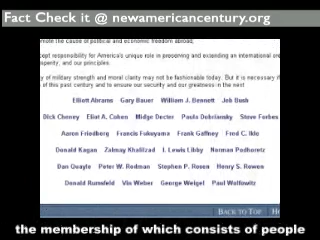 Fact Check it @ newamericancentury.org
mote the cause of political and economic freedom abroad;
cept responsibility for America's unique role in preserving and extending an international or
osperity, and our principles.
y of military strength and moral clarity may not be fashionable today. But it is necessary if
of this past century and to ensure our security and our greatness in the next
Elliott Abrams Gary Bauer William J. Bennett Jeb Bush
Dick Cheney Eliot A. Cohen Midge Decter Paula Dobriansky Steve Forbes
Aaron Friedberg Francis Fukuyama Frank Gaffney Fred C. Ikle
Donald Kagan Zalmay Khalilzad I. Lewis Libby Norman Podhoretz
Dan Quayle Peter W. Rodman Stephen P. Rosen Henry S. Rowen
Donald Rumsfeld Vin Weber George Weigel Paul Wolfowitz
BACK TO TOP HO
the membership of which consists of people